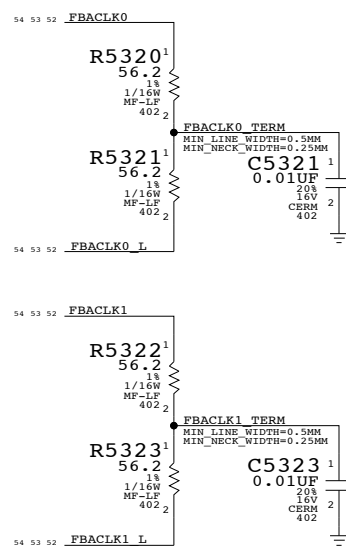 54 53 52 FBACLK0
R5320 1
56.2
1%
1/16W
MF-LF
402 2
FBACLK0_TERM
MIN_LINE_WIDTH=0.5MM
MIN_NECK_WIDTH=0.25MM
R5321 1
56.2
1%
1/16W
MF-LF
402 2
C5321 1
0.01UF
20%
16V
CERM
402
2
54 53 52 FBACLK0_L
54 53 52 FBACLK1
R5322 1
56.2
1%
1/16W
MF-LF
402 2
FBACLK1_TERM
MIN_LINE_WIDTH=0.5MM
MIN_NECK_WIDTH=0.25MM
R5323 1
56.2
1%
1/16W
MF-LF
402 2
C5323 1
0.01UF
20%
16V
CERM
402
2
54 53 52 FBACLK1_L